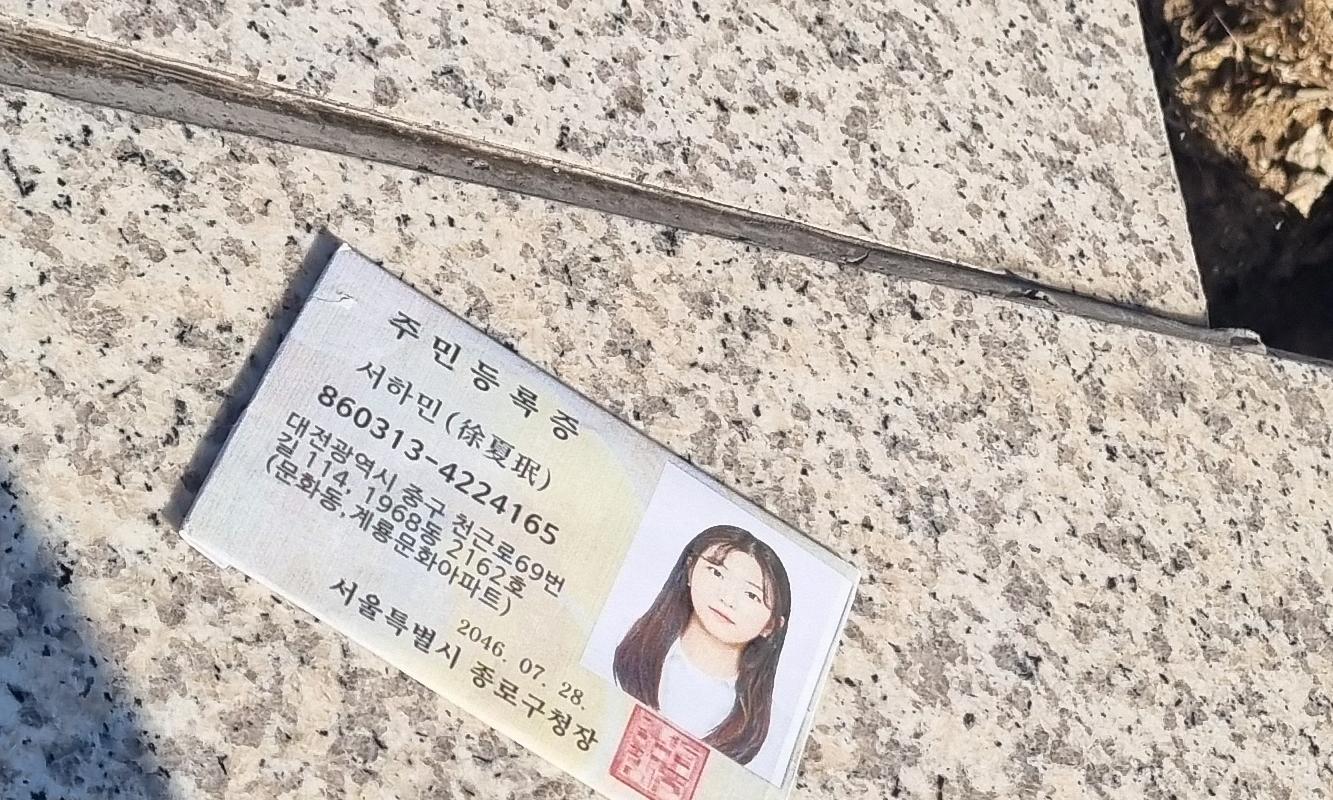 주민등록증
서하민(徐夏珉)
860313-4224165
대전광역시 중구 천근로69번
길 114, 1968동 2162호
(문화동,계룡문화아파트)
2046. 07. 28.
서울특별시 종로구청장